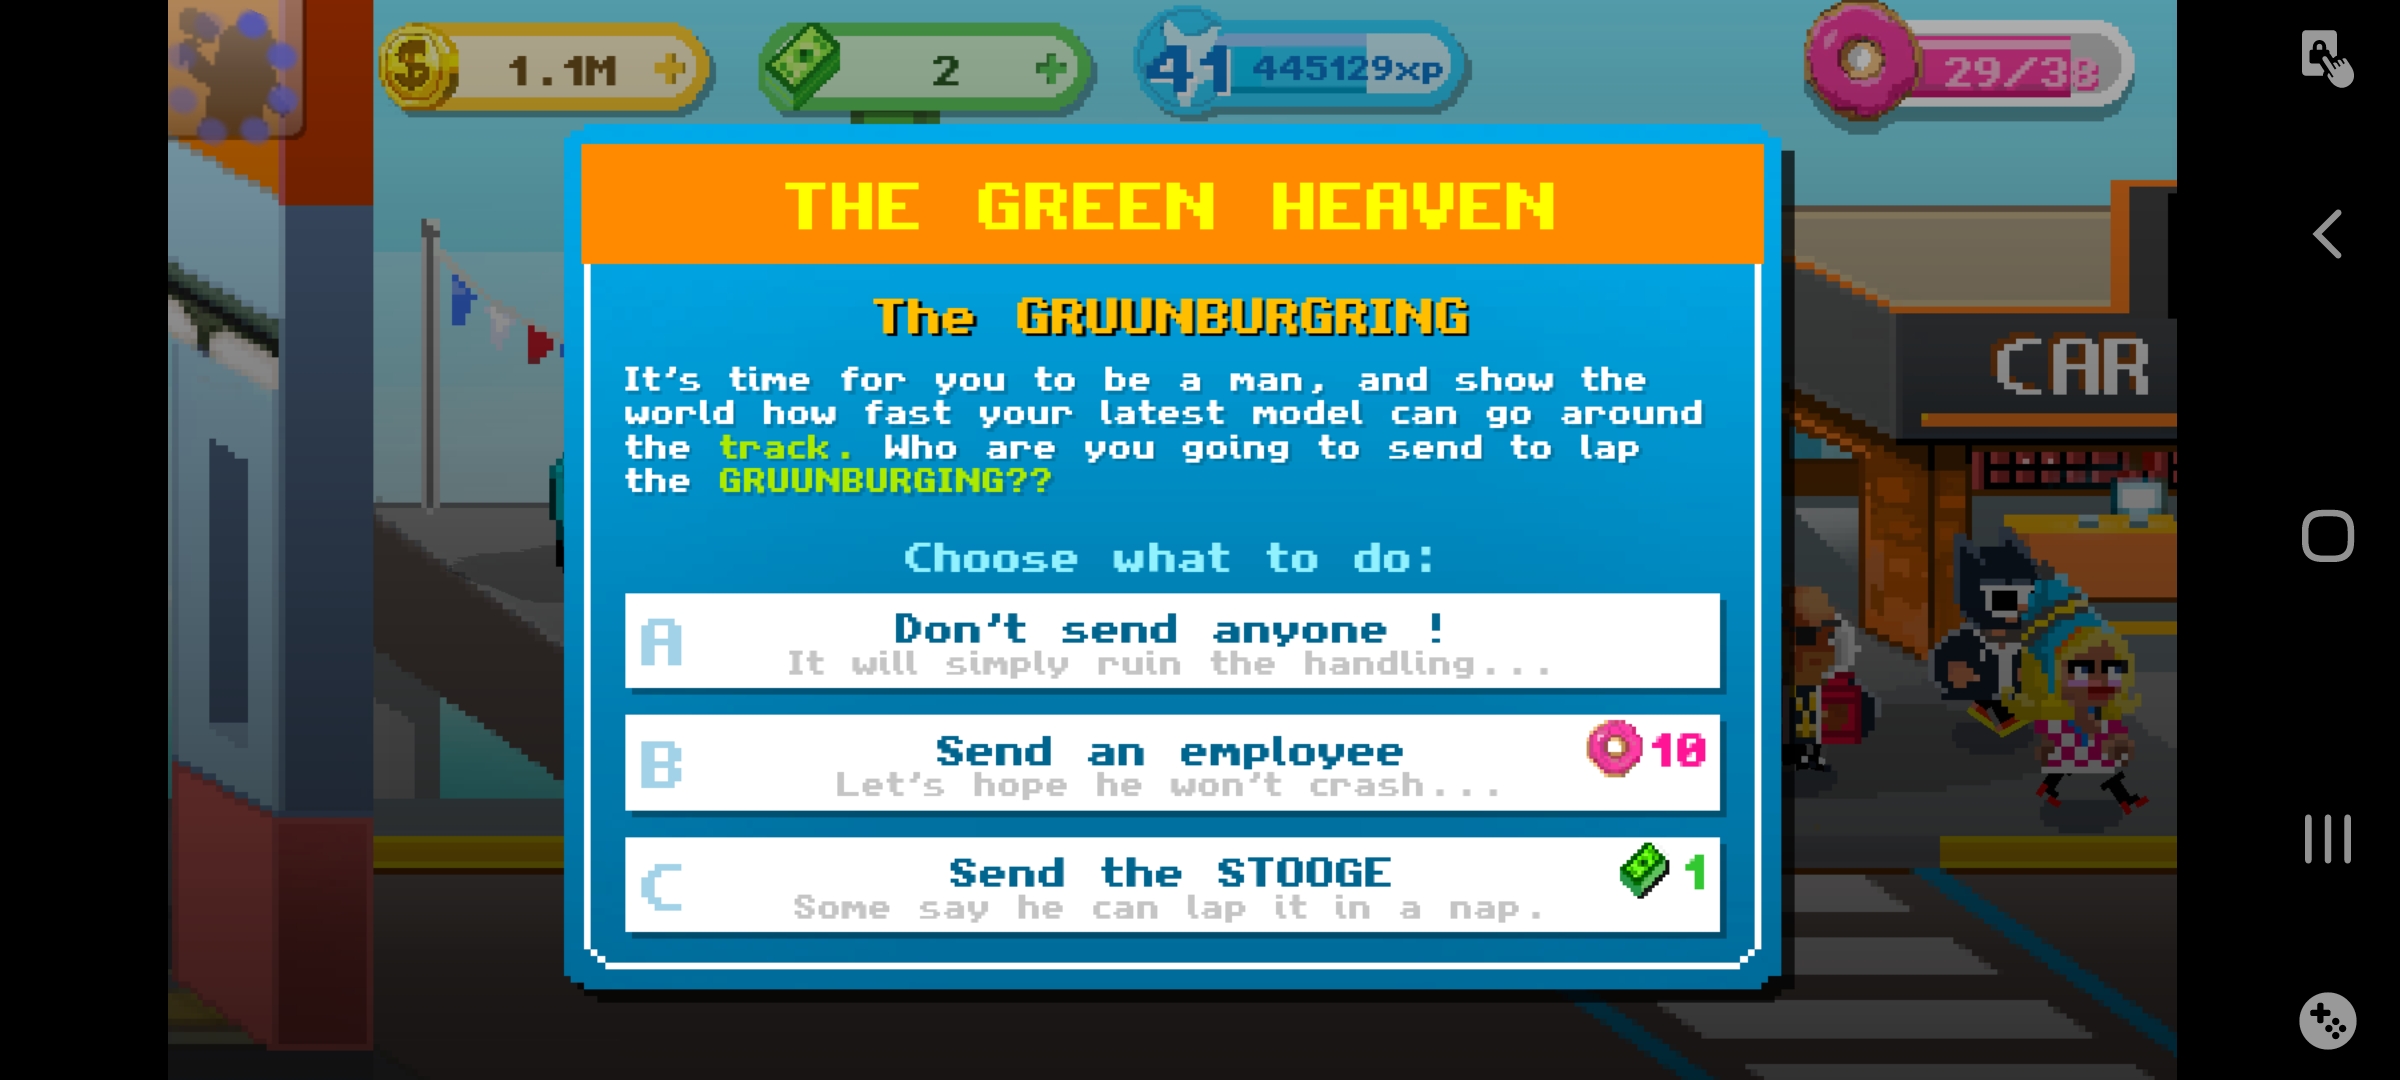 1.1M +
2 +
41 445129xp
29/38
THE GREEN HEAVEN
The GRUUNBURGRING
It's time for you to be a man, and show the
world how fast your latest model can go around
the track. Who are you going to send to lap
the GRUUNBURGING??
CAR
Choose what to do:
A Don't send anyone !
It will simply ruin the handling...
B Send an employee 10
Let's hope he won't crash...
C Send the STOOGE 1
Some say he can lap it in a nap.